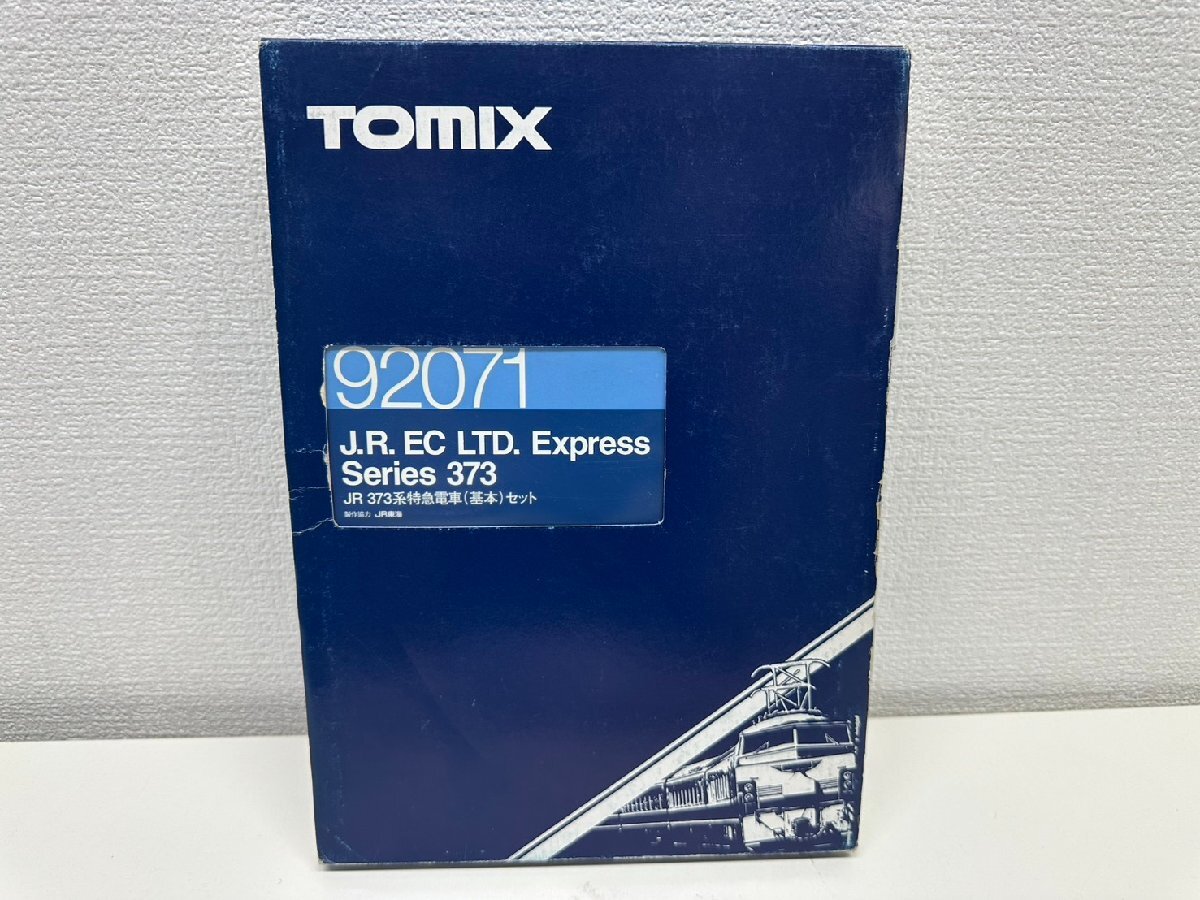 TOMIX
92071
J.R. EC LTD. Express
Series 373
JR 373系特急電車(基本)セット
製作協力 JR東海